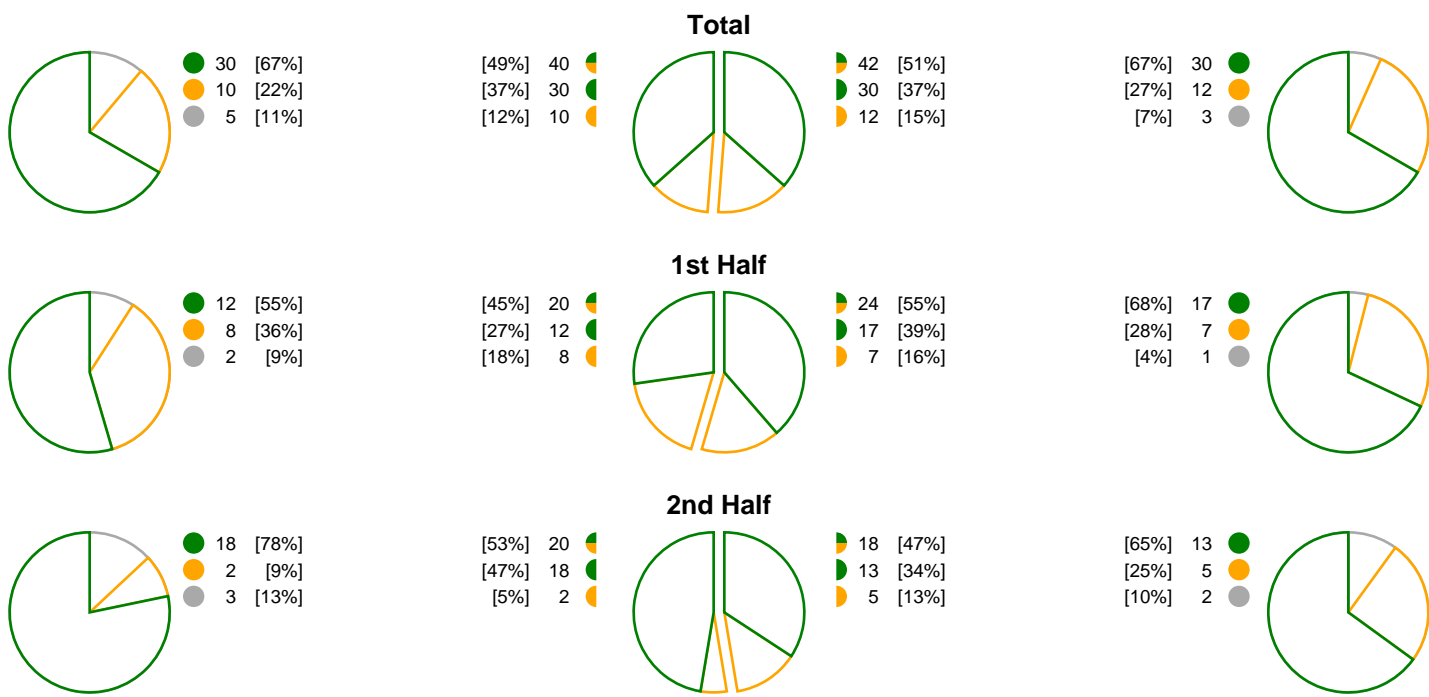 Total
30 [67%] [49%] 40 42 [51%] [67%] 30
10 [22%] [37%] 30 30 [37%] [27%] 12
5 [11%] [12%] 10 12 [15%] [7%] 3
1st Half
12 [55%] [45%] 20 24 [55%] [68%] 17
8 [36%] [27%] 12 17 [39%] [28%] 7
2 [9%] [18%] 8 7 [16%] [4%] 1
2nd Half
18 [78%] [53%] 20 18 [47%] [65%] 13
2 [9%] [47%] 18 13 [34%] [25%] 5
3 [13%] [5%] 2 5 [13%] [10%] 2